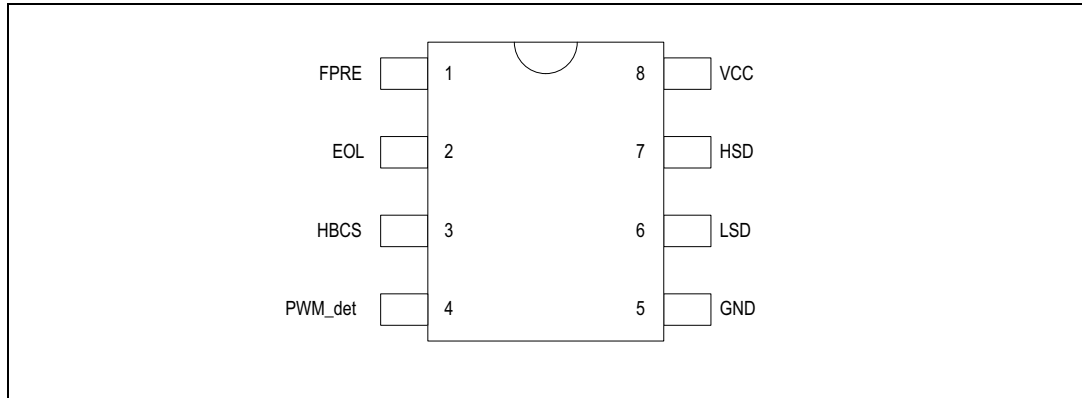 FPRE 1 8 VCC
EOL 2 7 HSD
HBCS 3 6 LSD
PWM_det 4 5 GND